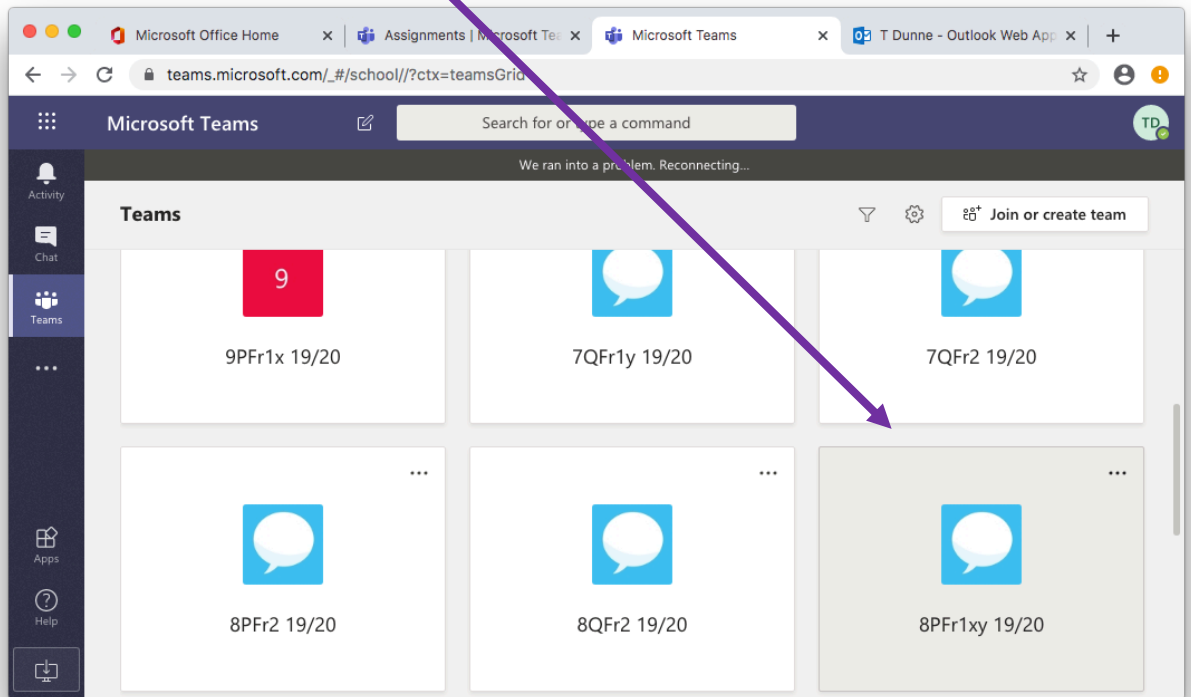 Microsoft Office Home
Assignments | Microsoft Tea
Microsoft Teams
T Dunne - Outlook Web App
teams.microsoft.com/_#/school//?ctx=teamsGrid
Microsoft Teams
Search for or type a command
TD
We ran into a problem. Reconnecting...
Activity
Teams
Join or create team
Chat
9
Teams
9PFr1x 19/20
7QFr1y 19/20
7QFr2 19/20
Apps
Help
8PFr2 19/20
8QFr2 19/20
8PFr1xy 19/20